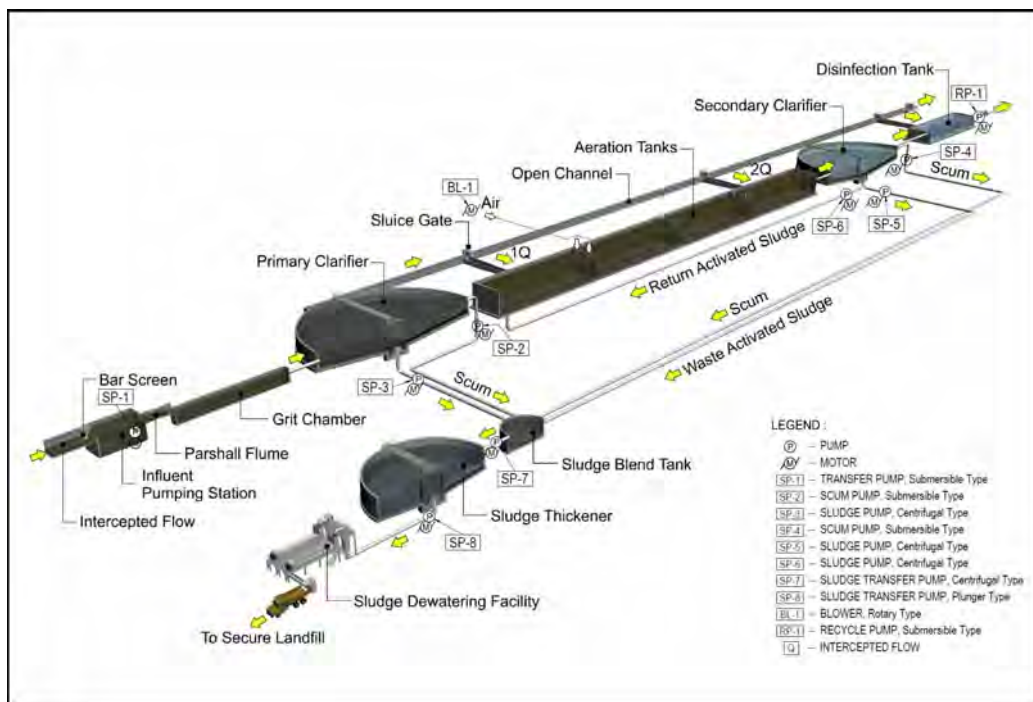 Disinfection Tank
RP-1
P
M
Secondary Clarifier
SP-4
P
M
Scum
Aeration Tanks
2Q
Open Channel
BL-1
M
Air
SP-6
P
M
SP-5
P
M
Sluice Gate
1Q
Return Activated Sludge
Primary Clarifier
Scum
Waste Activated Sludge
P
M
SP-2
SP-3
P
M
Scum
Bar Screen
SP-1
Grit Chamber
Parshall Flume
Influent
Pumping Station
Intercepted Flow
P
M
SP-7
Sludge Blend Tank
Sludge Thickener
P
M
SP-8
Sludge Dewatering Facility
To Secure Landfill
LEGEND :
P – PUMP
M – MOTOR
SP-1 – TRANSFER PUMP, Submersible Type
SP-2 – SCUM PUMP, Submersible Type
SP-3 – SLUDGE PUMP, Centrifugal Type
SP-4 – SCUM PUMP, Submersible Type
SP-5 – SLUDGE PUMP, Centrifugal Type
SP-6 – SLUDGE PUMP, Centrifugal Type
SP-7 – SLUDGE TRANSFER PUMP, Centrifugal Type
SP-8 – SLUDGE TRANSFER PUMP, Plunger Type
BL-1 – BLOWER, Rotary Type
RP-1 – RECYCLE PUMP, Submersible Type
Q – INTERCEPTED FLOW